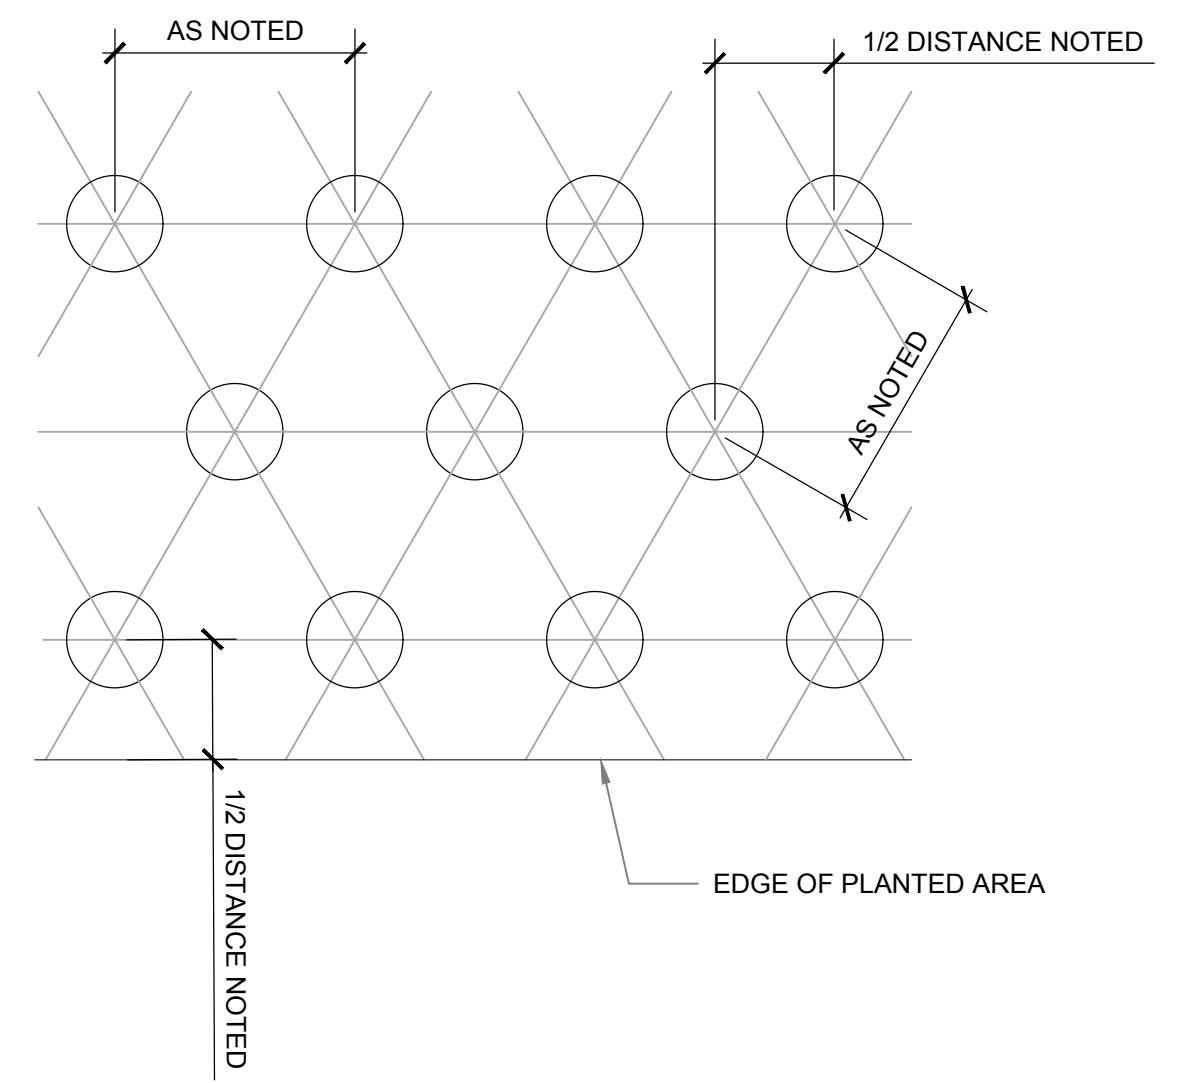 AS NOTED
1/2 DISTANCE NOTED
AS NOTED
1/2 DISTANCE NOTED
EDGE OF PLANTED AREA